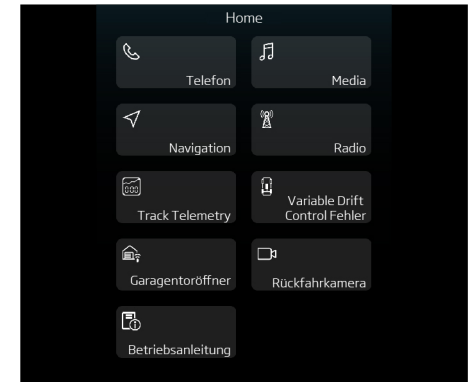 Home
Telefon
Media
Navigation
Radio
Track Telemetry
Variable Drift
Control Fehler
Garagentoröffner
Rückfahrkamera
Betriebsanleitung